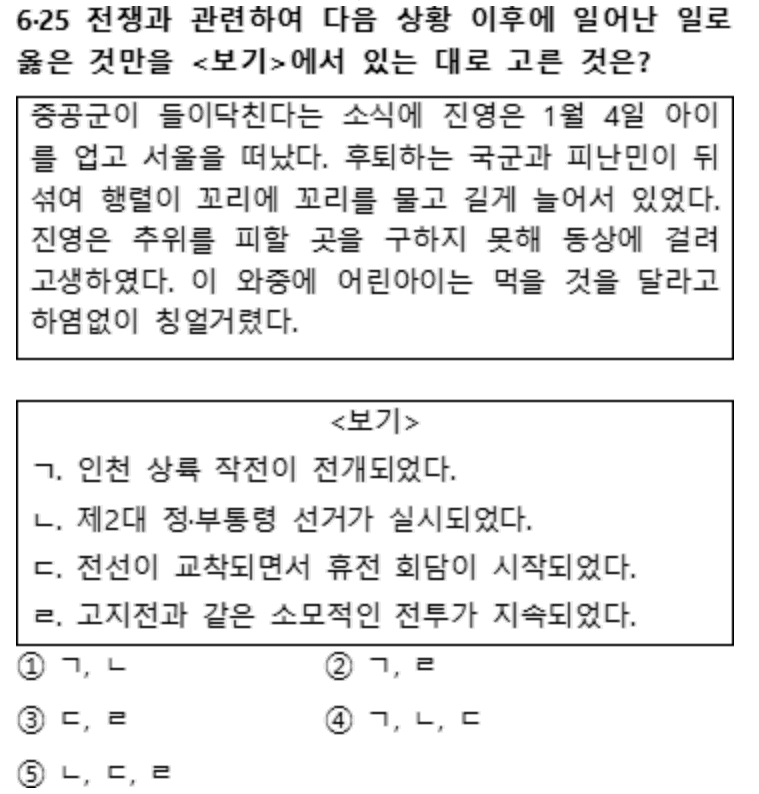 6·25 전쟁과 관련하여 다음 상황 이후에 일어난 일로
옳은 것만을 <보기>에서 있는 대로 고른 것은?
중공군이 들이닥친다는 소식에 진영은 1월 4일 아이
를 업고 서울을 떠났다. 후퇴하는 국군과 피난민이 뒤
섞여 행렬이 꼬리에 꼬리를 물고 길게 늘어서 있었다.
진영은 추위를 피할 곳을 구하지 못해 동상에 걸려
고생하였다. 이 와중에 어린아이는 먹을 것을 달라고
하염없이 칭얼거렸다.
<보기>
ㄱ. 인천 상륙 작전이 전개되었다.
ㄴ. 제2대 정·부통령 선거가 실시되었다.
ㄷ. 전선이 교착되면서 휴전 회담이 시작되었다.
ㄹ. 고지전과 같은 소모적인 전투가 지속되었다.
① ㄱ, ㄴ ② ㄱ, ㄹ
③ ㄷ, ㄹ ④ ㄱ, ㄴ, ㄷ
⑤ ㄴ, ㄷ, ㄹ